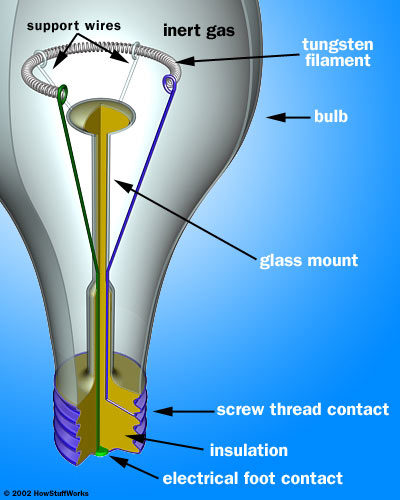 support wires
inert gas
tungsten
filament
bulb
glass mount
screw thread contact
insulation
electrical foot contact
© 2002 HowStuffWorks